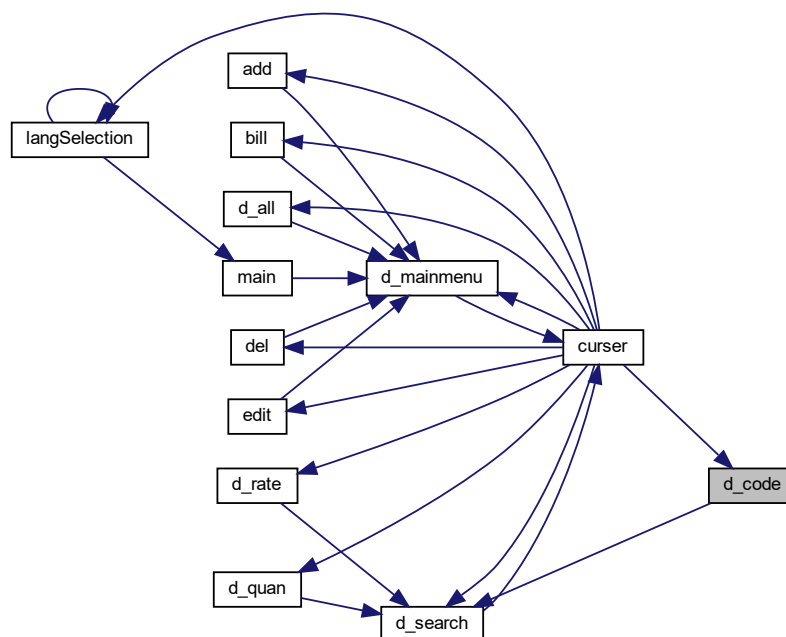 add
langSelection
bill
d_all
main
d_mainmenu
del
curser
edit
d_rate
d_code
d_quan
d_search